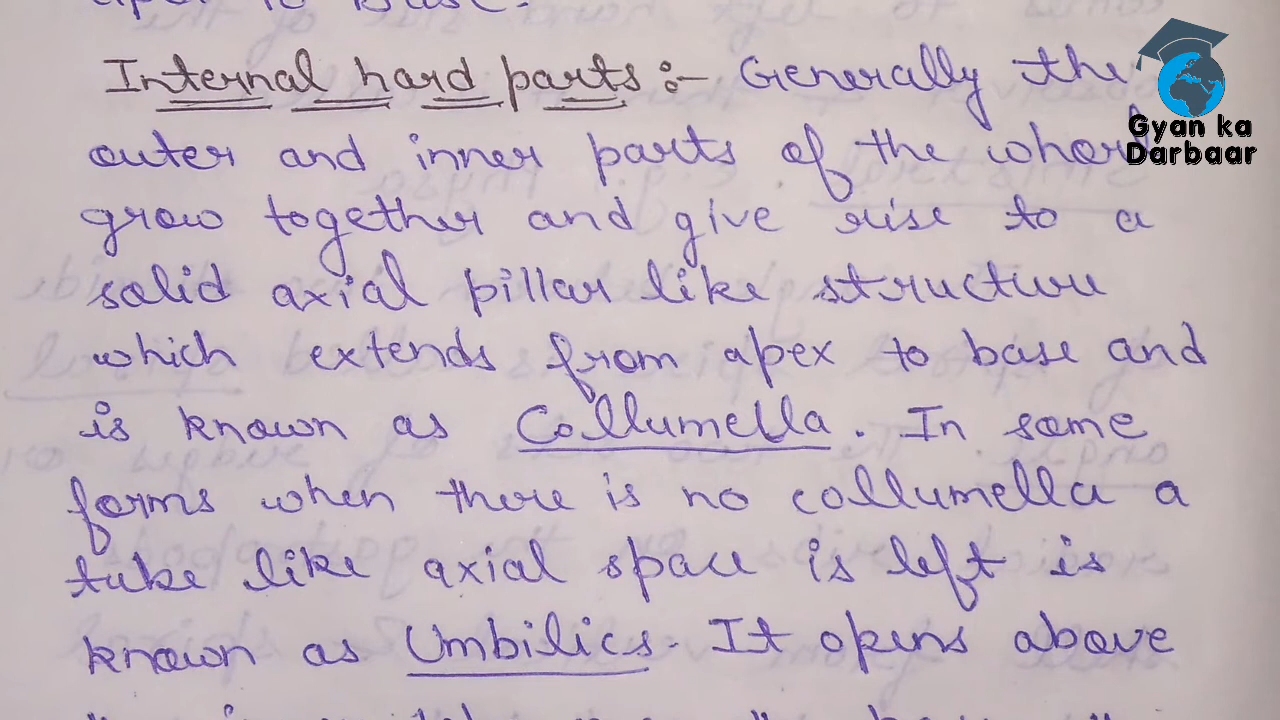 Internal hard parts :- Generally the
outer and inner parts of the whorl
grow together and give rise to a
solid axial pillar like structure
which extends from apex to base and
is known as Collumella. In some
forms when there is no collumella a
tube like axial space is left is
known as Umbilics. It opens above
Gyan ka
Darbaar